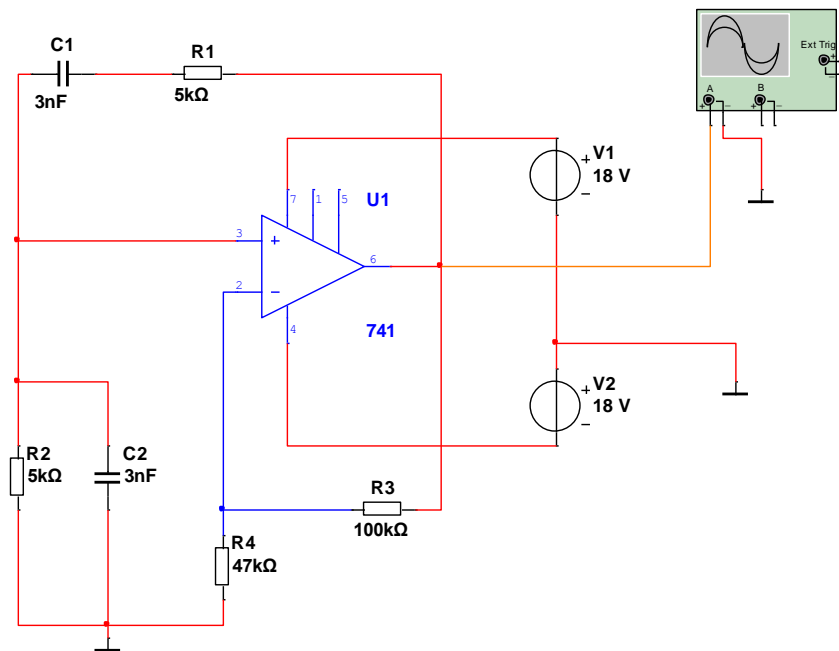 C1
3nF
R1
5kΩ
Ext Trig
+
−
A
B
+ −
+ −
V1
18 V
+
−
U1
7 1 5
3
+
2
−
6
4
741
V2
18 V
+
−
R2
5kΩ
C2
3nF
R3
100kΩ
R4
47kΩ